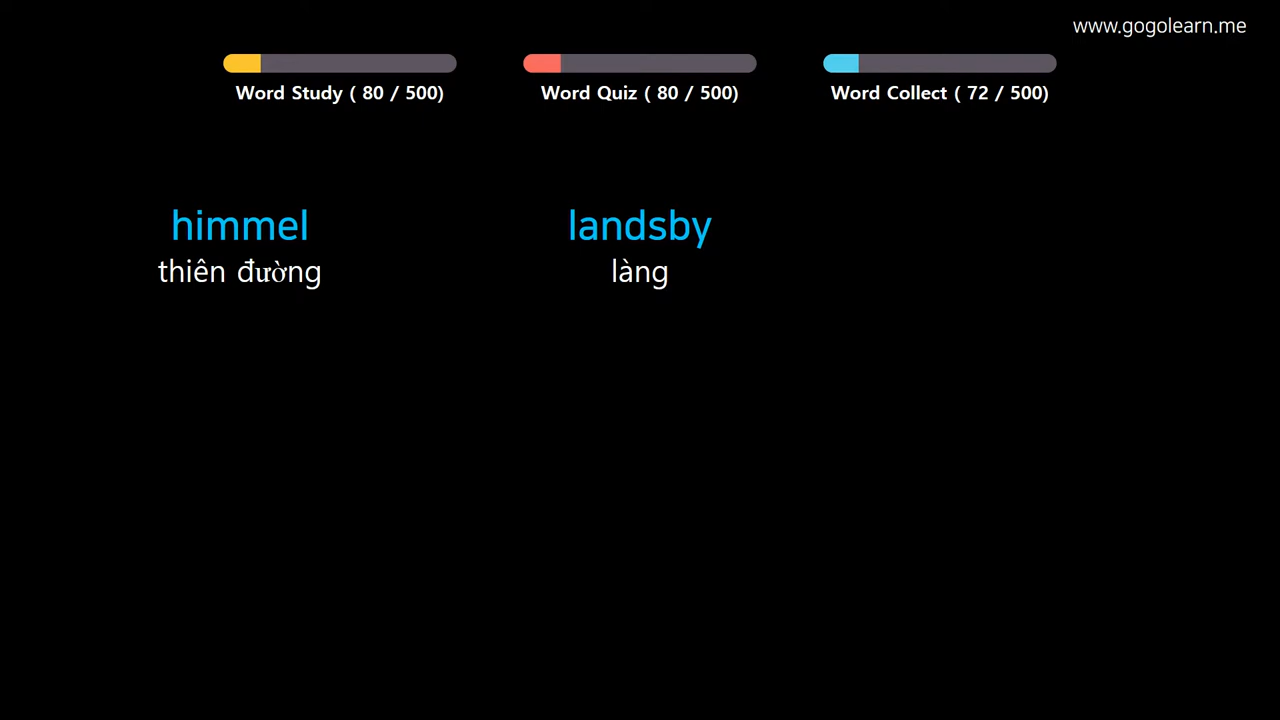 www.gogolearn.me
Word Study ( 80 / 500)
Word Quiz ( 80 / 500)
Word Collect ( 72 / 500)
himmel
thiên đường
landsby
làng